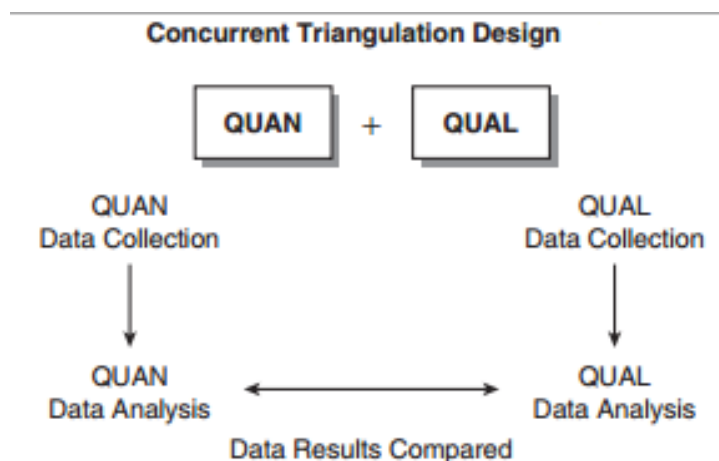 Concurrent Triangulation Design
QUAN + QUAL
QUAN
Data Collection
QUAL
Data Collection
QUAN
Data Analysis
QUAL
Data Analysis
Data Results Compared